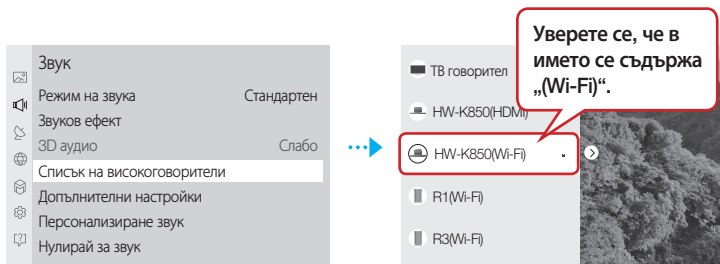 Звук
Режим на звука Стандартен
Звуков ефект
3D аудио Слабо
Списък на високоговорители
Допълнителни настройки
Персонализиране звук
Нулирай за звук
ТВ говорител
HW-K850(HDMI)
HW-K850(Wi-Fi)
R1(Wi-Fi)
R3(Wi-Fi)
Уверете се, че в
името се съдържа
„(Wi-Fi)“.